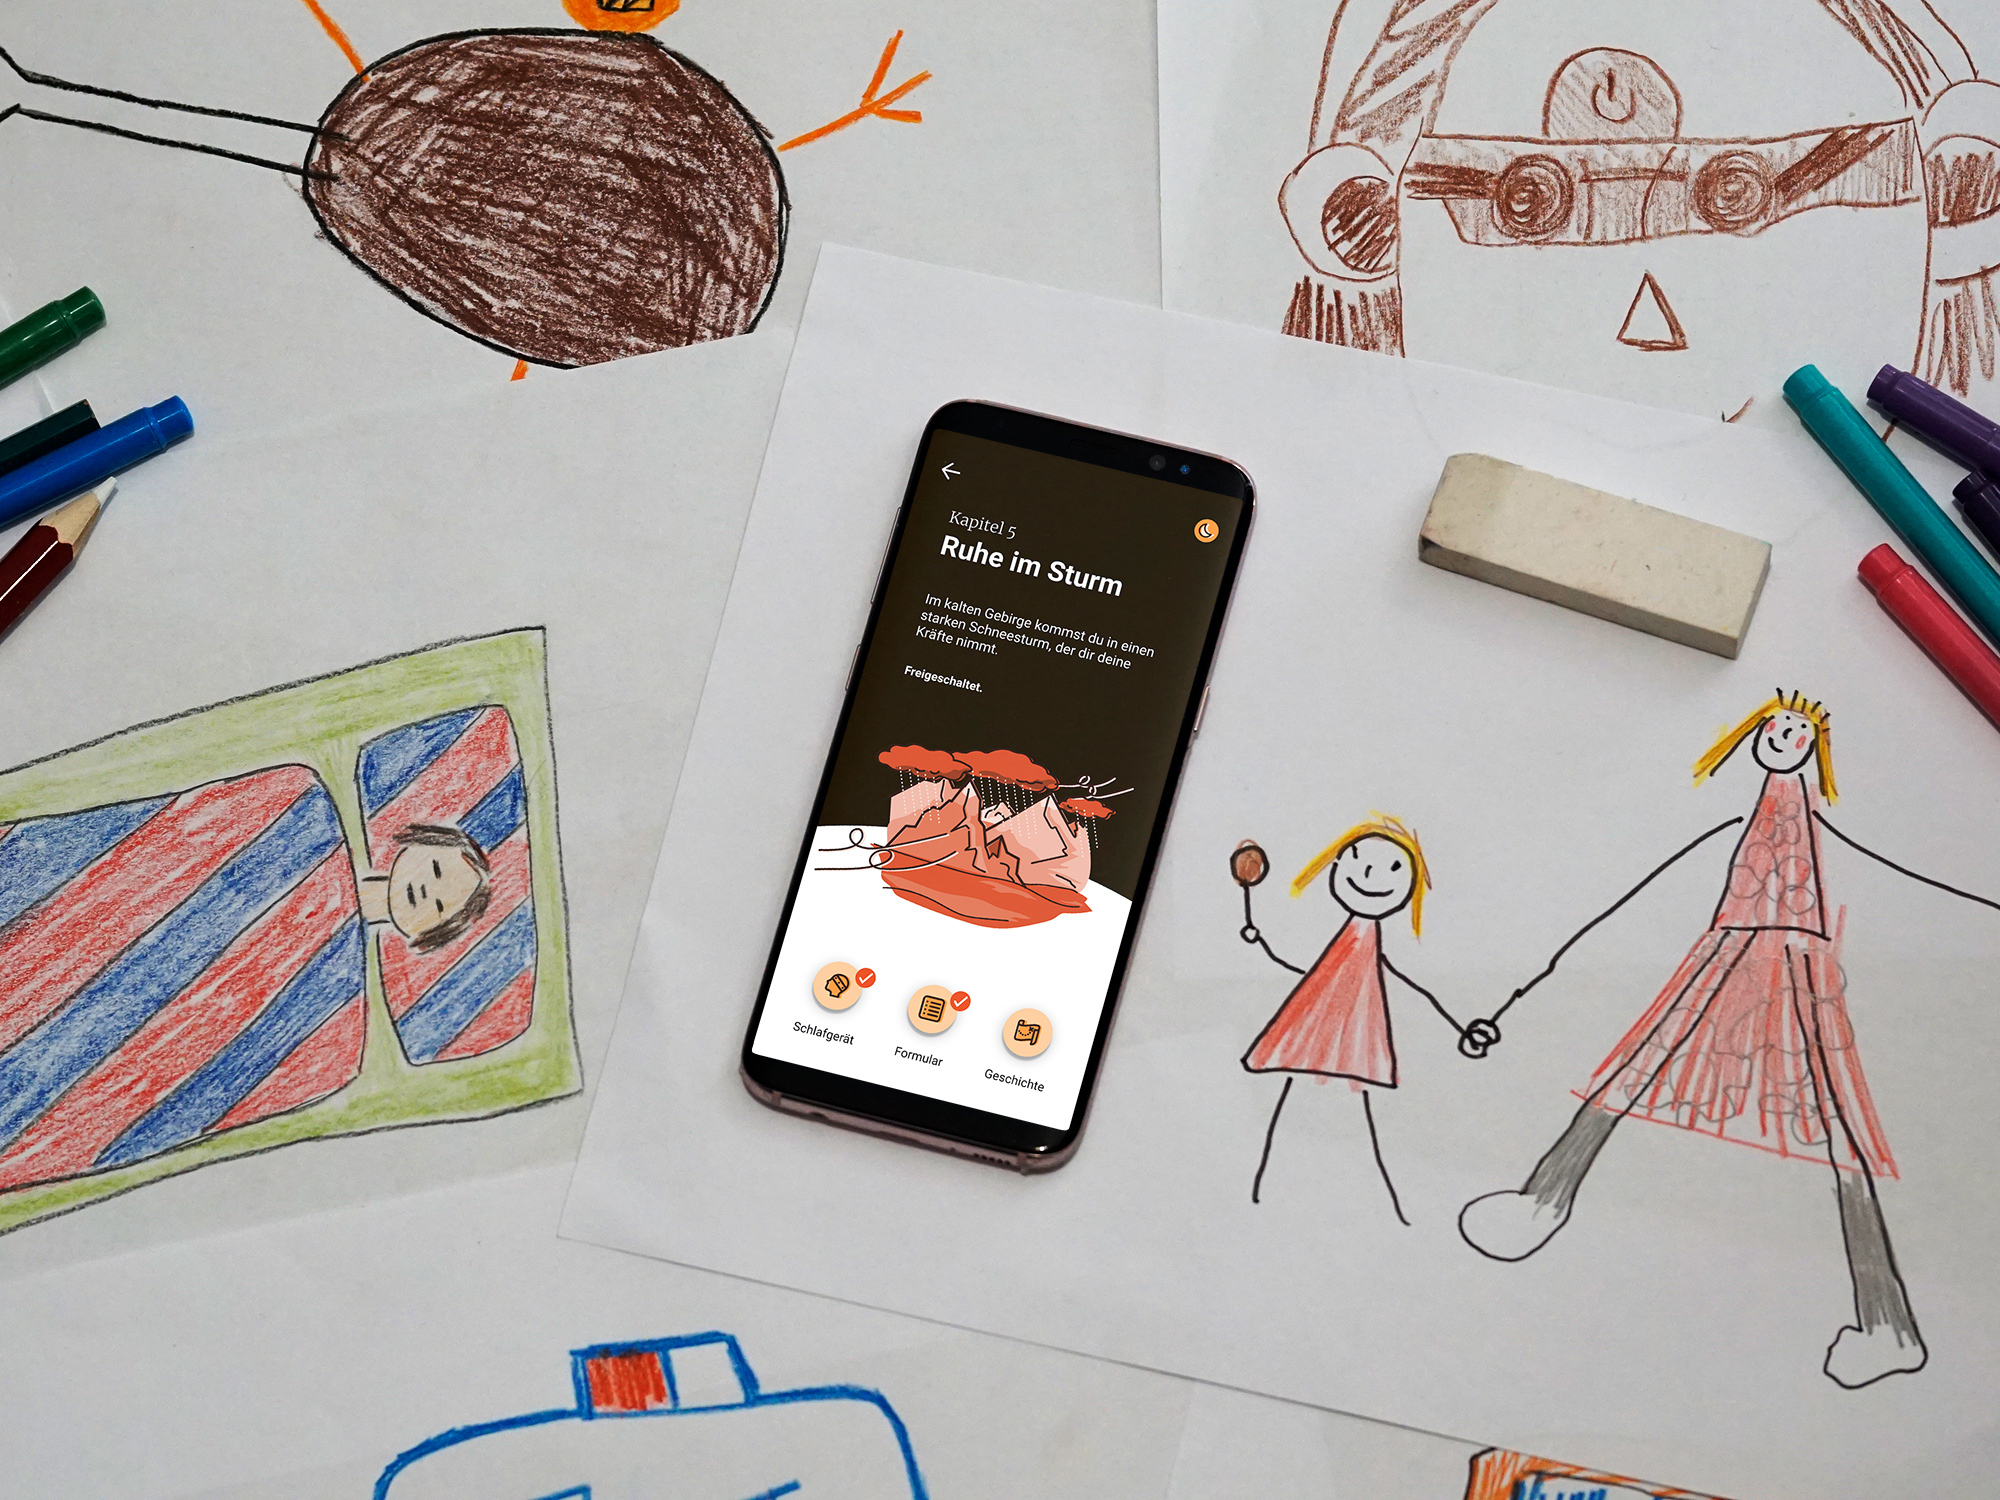 Kapitel 5
Ruhe im Sturm
Im kalten Gebirge kommst du in einen
starken Schneesturm, der dir deine
Kräfte nimmt.
Freigeschaltet.
Schlafgerät
Formular
Geschichte